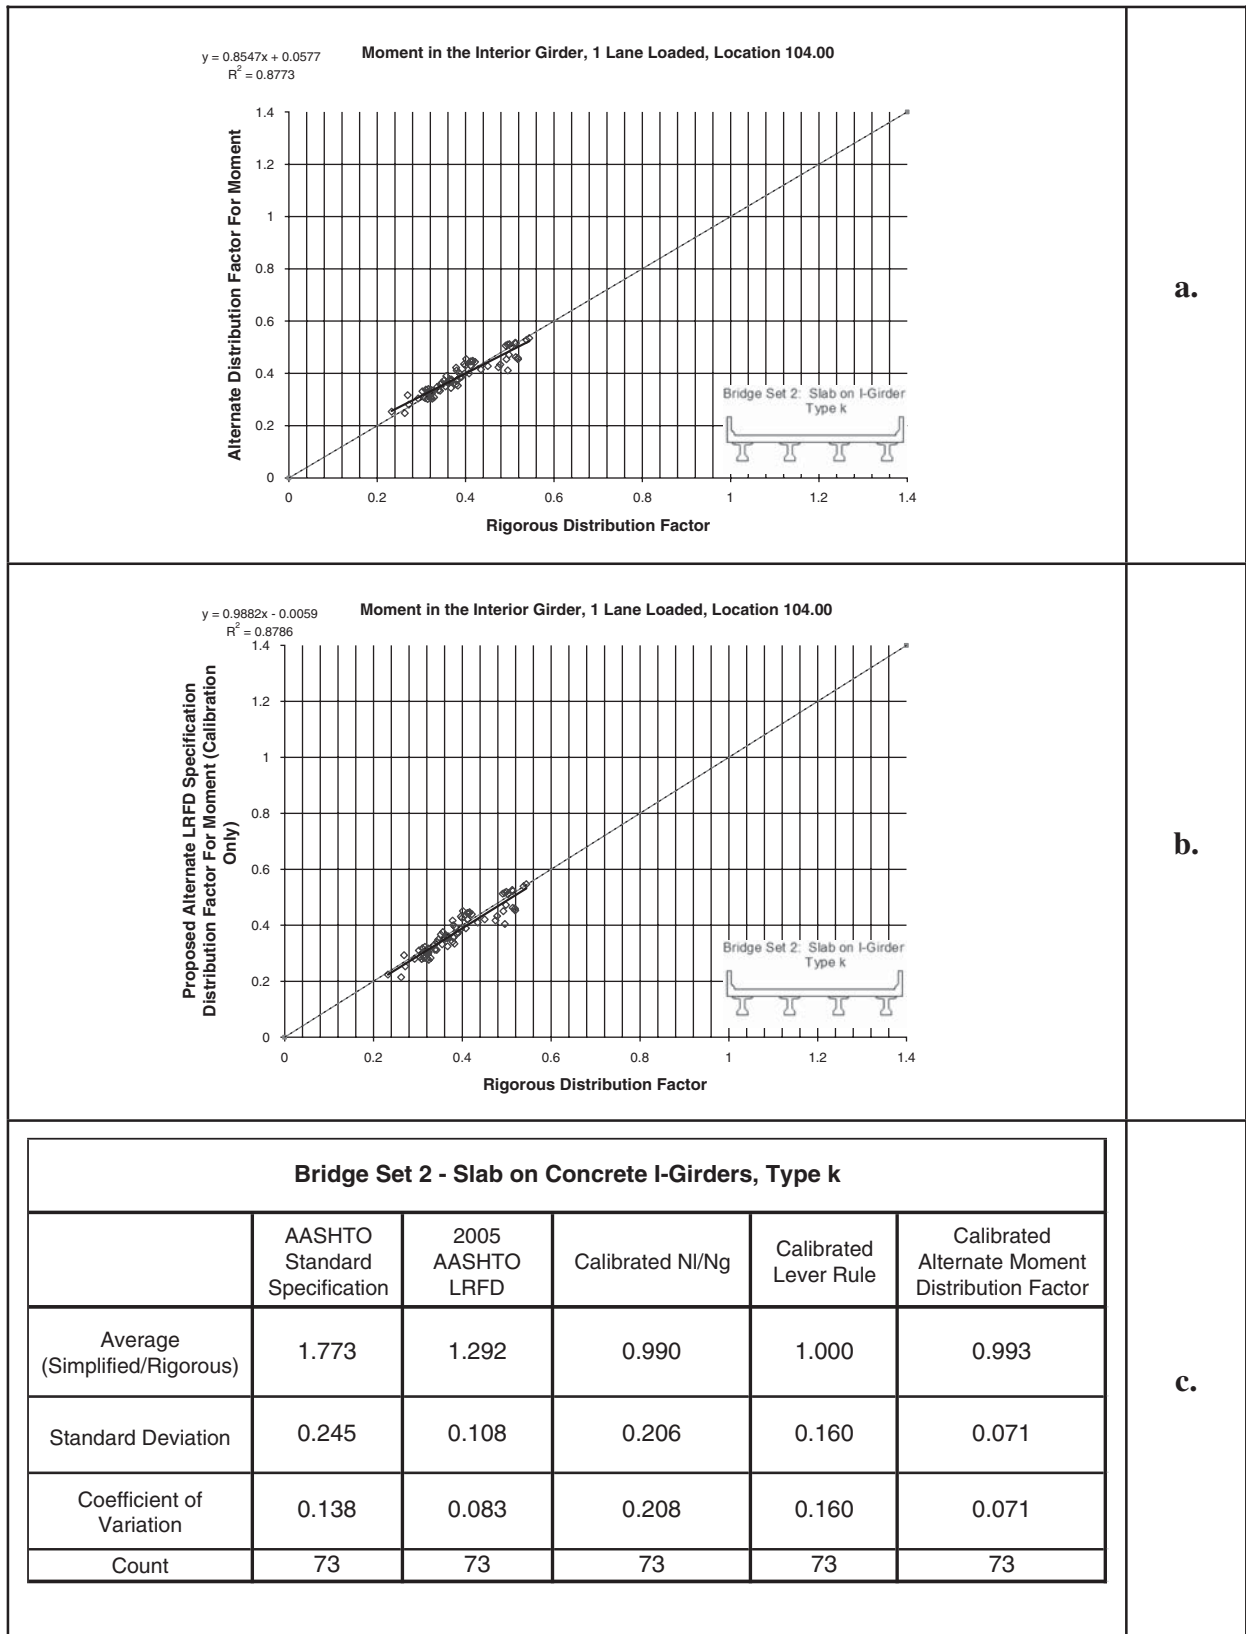 y = 0.8547x + 0.0577
R2 = 0.8773
Moment in the Interior Girder, 1 Lane Loaded, Location 104.00
Alternate Distribution Factor For Moment
1.4
1.2
1
0.8
0.6
0.4
0.2
0
0 0.2 0.4 0.6 0.8 1 1.2 1.4
Rigorous Distribution Factor
Bridge Set 2: Slab on I-Girder
Type k
a.
y = 0.9882x - 0.0059
R2 = 0.8786
Moment in the Interior Girder, 1 Lane Loaded, Location 104.00
Proposed Alternate LRFD Specification
Distribution Factor For Moment (Calibration
Only)
1.4
1.2
1
0.8
0.6
0.4
0.2
0
0 0.2 0.4 0.6 0.8 1 1.2 1.4
Rigorous Distribution Factor
Bridge Set 2: Slab on I-Girder
Type k
b.
Bridge Set 2 - Slab on Concrete I-Girders, Type k
AASHTO
Standard
Specification
2005
AASHTO
LRFD
Calibrated Nl/Ng
Calibrated
Lever Rule
Calibrated
Alternate Moment
Distribution Factor
Average
(Simplified/Rigorous)
1.773 1.292 0.990 1.000 0.993
Standard Deviation 0.245 0.108 0.206 0.160 0.071
Coefficient of
Variation
0.138 0.083 0.208 0.160 0.071
Count 73 73 73 73 73
c.